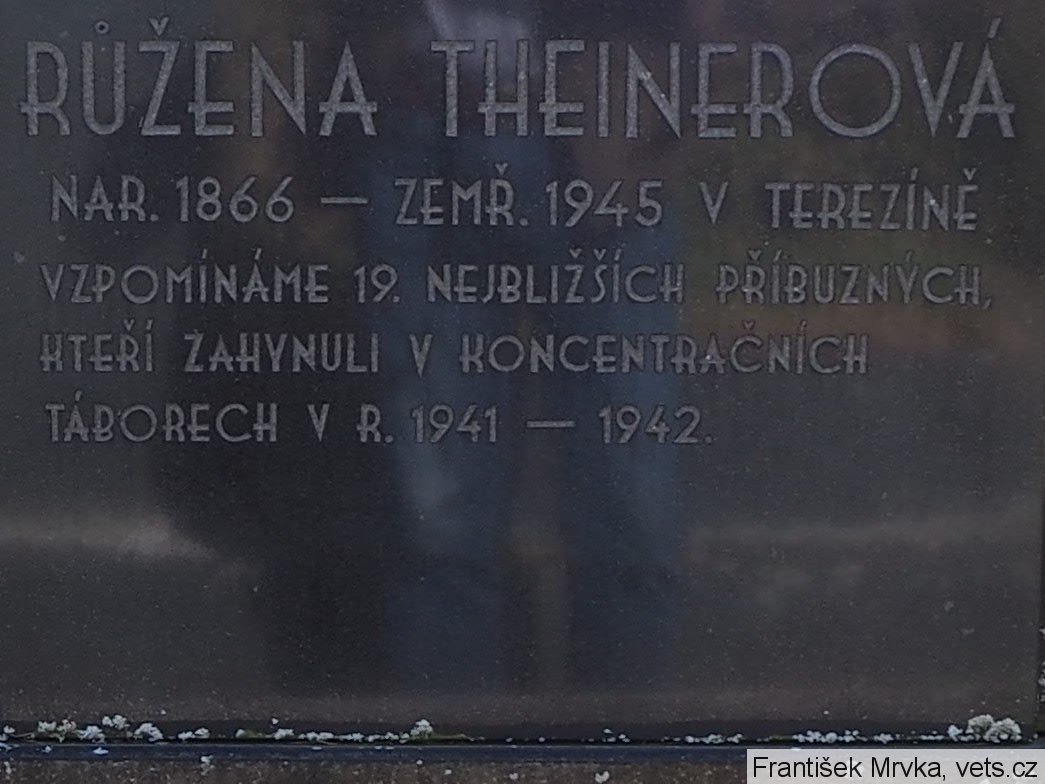 RŮŽENA THEINEROVÁ
NAR. 1866 — ZEMŘ. 1945 V TEREZÍNĚ
VZPOMÍNÁME 19. NEJBLIŽŠÍCH PŘÍBUZNÝCH,
KTEŘÍ ZAHYNULI V KONCENTRAČNÍCH
TÁBORECH V R. 1941 — 1942.
František Mrvka, vets.cz